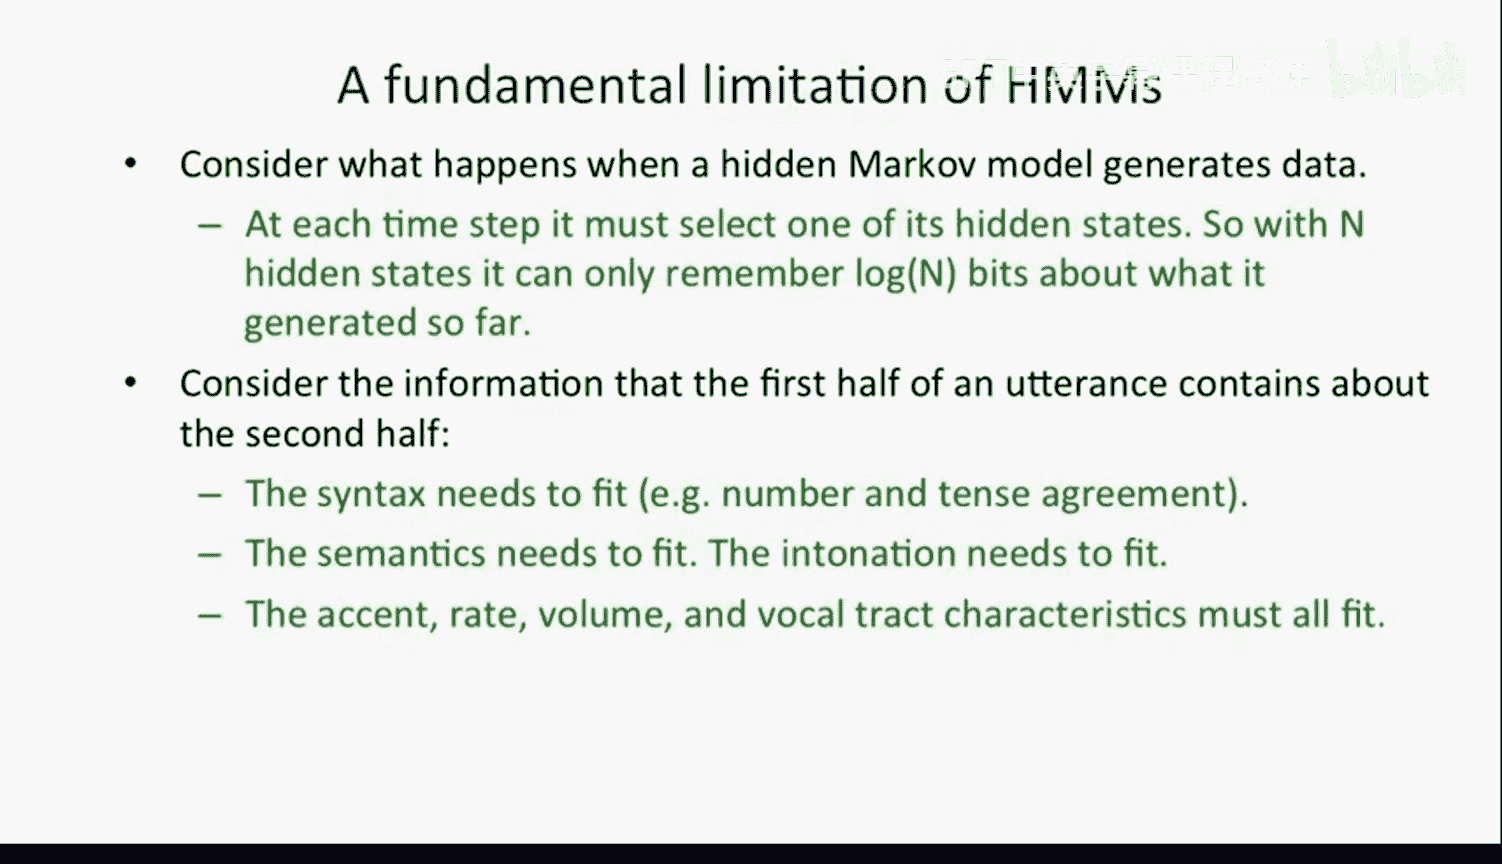 A fundamental limitation of HMMs
• Consider what happens when a hidden Markov model generates data.
– At each time step it must select one of its hidden states. So with N
hidden states it can only remember log(N) bits about what it
generated so far.
• Consider the information that the first half of an utterance contains about
the second half:
– The syntax needs to fit (e.g. number and tense agreement).
– The semantics needs to fit. The intonation needs to fit.
– The accent, rate, volume, and vocal tract characteristics must all fit.